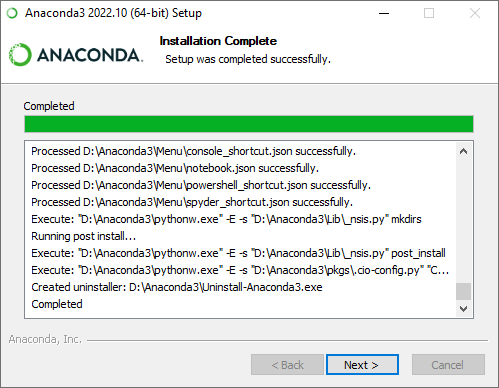 Anaconda3 2022.10 (64-bit) Setup
ANACONDA.
Installation Complete
Setup was completed successfully.
Completed
Processed D:\Anaconda3\Menu\console_shortcut.json successfully.
Processed D:\Anaconda3\Menu\notebook.json successfully.
Processed D:\Anaconda3\Menu\powershell_shortcut.json successfully.
Processed D:\Anaconda3\Menu\spyder_shortcut.json successfully.
Execute: "D:\Anaconda3\pythonw.exe" -E -s "D:\Anaconda3\Lib\_nsis.py" mkdirs
Running post install...
Execute: "D:\Anaconda3\pythonw.exe" -E -s "D:\Anaconda3\Lib\_nsis.py" post_install
Execute: "D:\Anaconda3\pythonw.exe" -E -s "D:\Anaconda3\pkgs\.cio-config.py" "C...
Created uninstaller: D:\Anaconda3\Uninstall-Anaconda3.exe
Completed
Anaconda, Inc.
< Back
Next >
Cancel